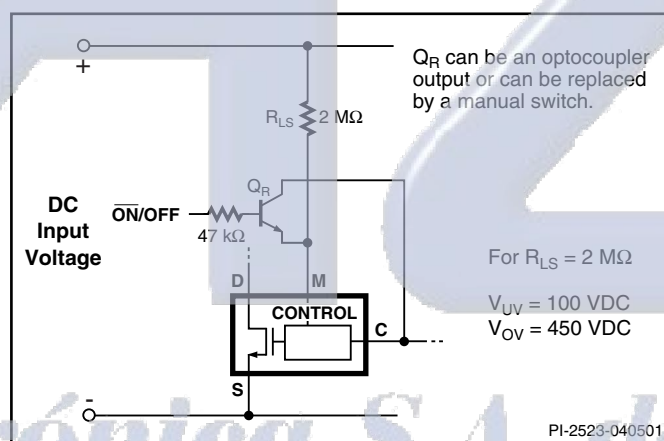 +
Q_R can be an optocoupler
output or can be replaced
by a manual switch.
R_LS
2 MΩ
Q_R
ON/OFF
47 kΩ
DC
Input
Voltage
D
M
CONTROL
C
S
For R_LS = 2 MΩ
V_UV = 100 VDC
V_OV = 450 VDC
-
PI-2523-040501